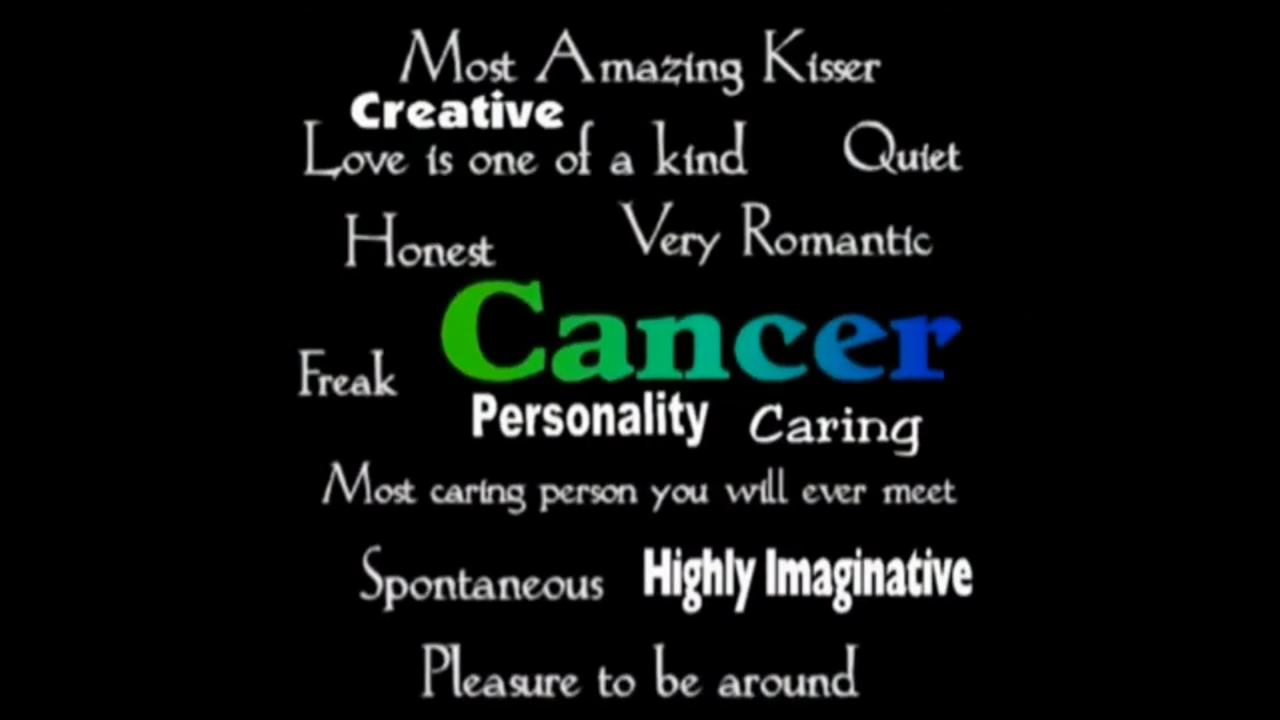 Most Amazing Kisser
Creative
Love is one of a kind Quiet
Honest Very Romantic
Cancer
Freak
Personality Caring
Most caring person you will ever meet
Spontaneous Highly Imaginative
Pleasure to be around